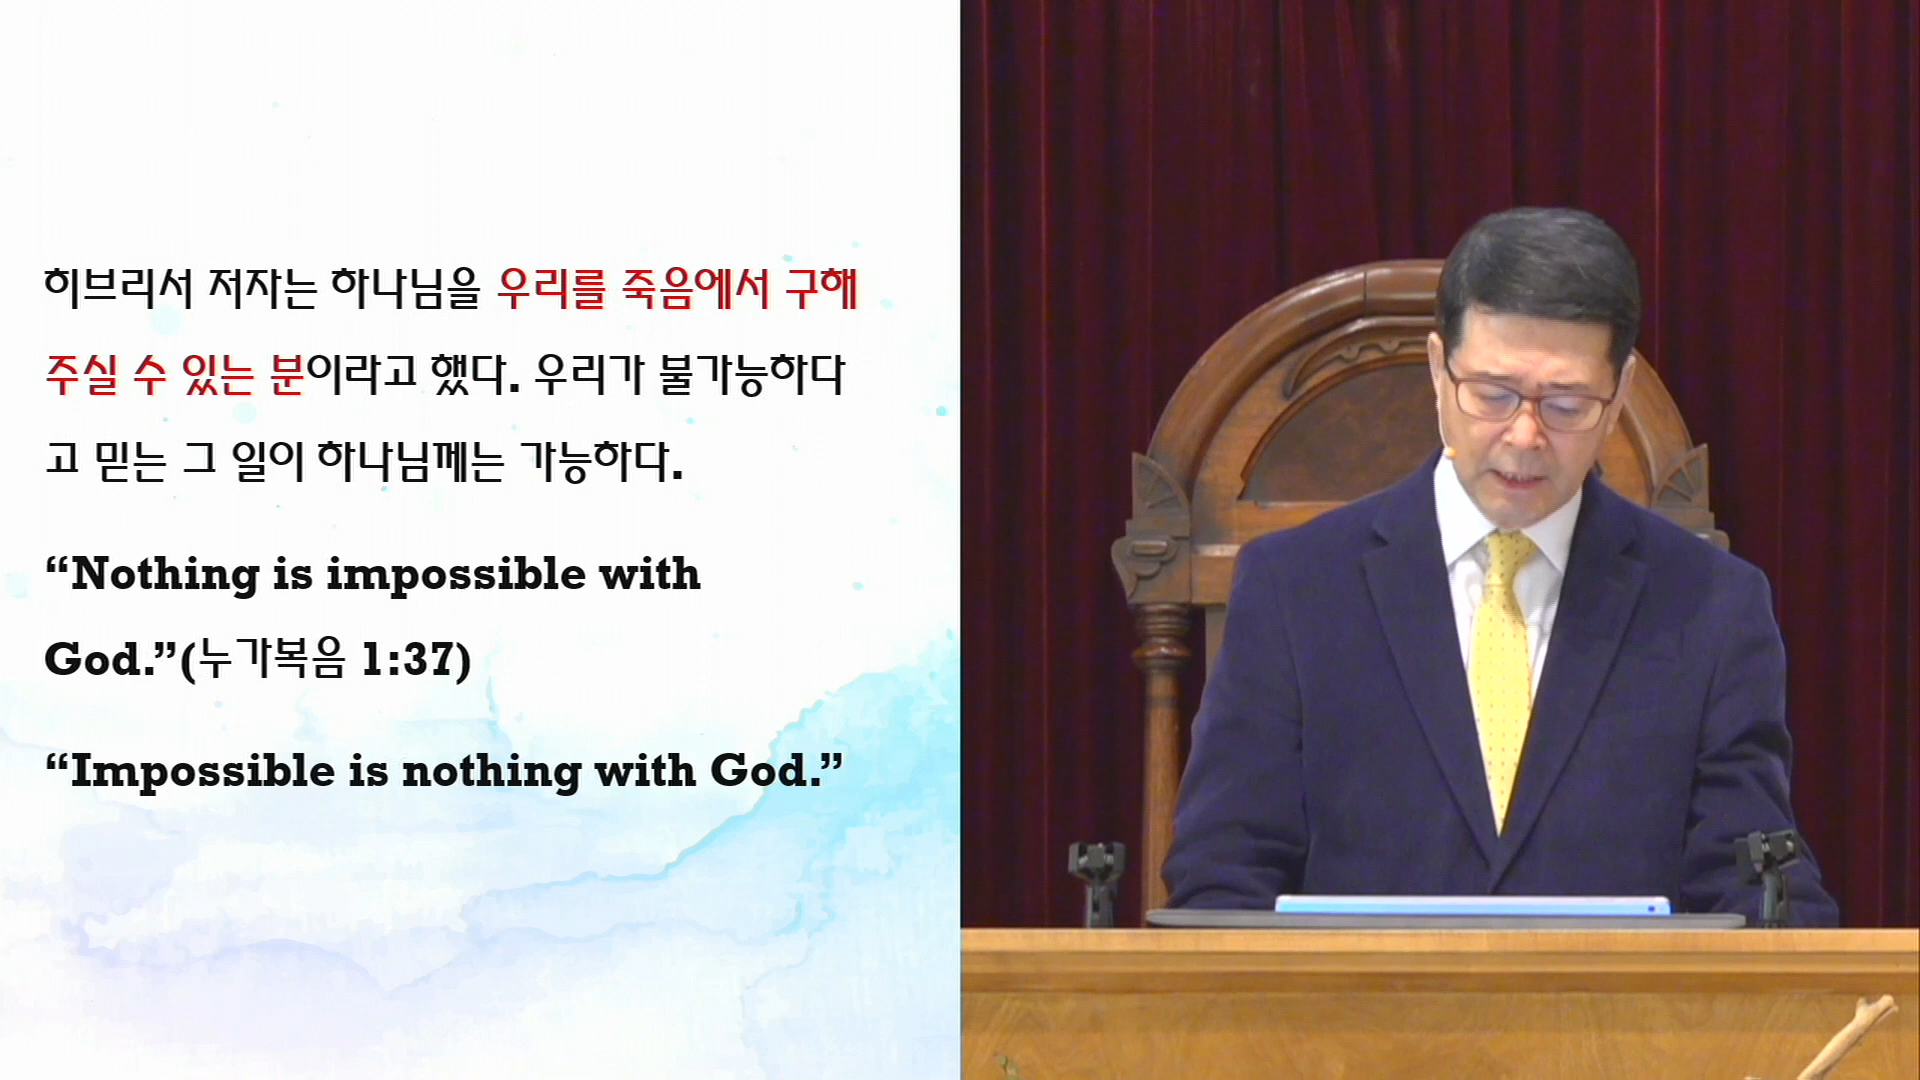 히브리서 저자는 하나님을 우리를 죽음에서 구해
주실 수 있는 분이라고 했다. 우리가 불가능하다
고 믿는 그 일이 하나님께는 가능하다.
“Nothing is impossible with
God.”(누가복음 1:37)
“Impossible is nothing with God.”